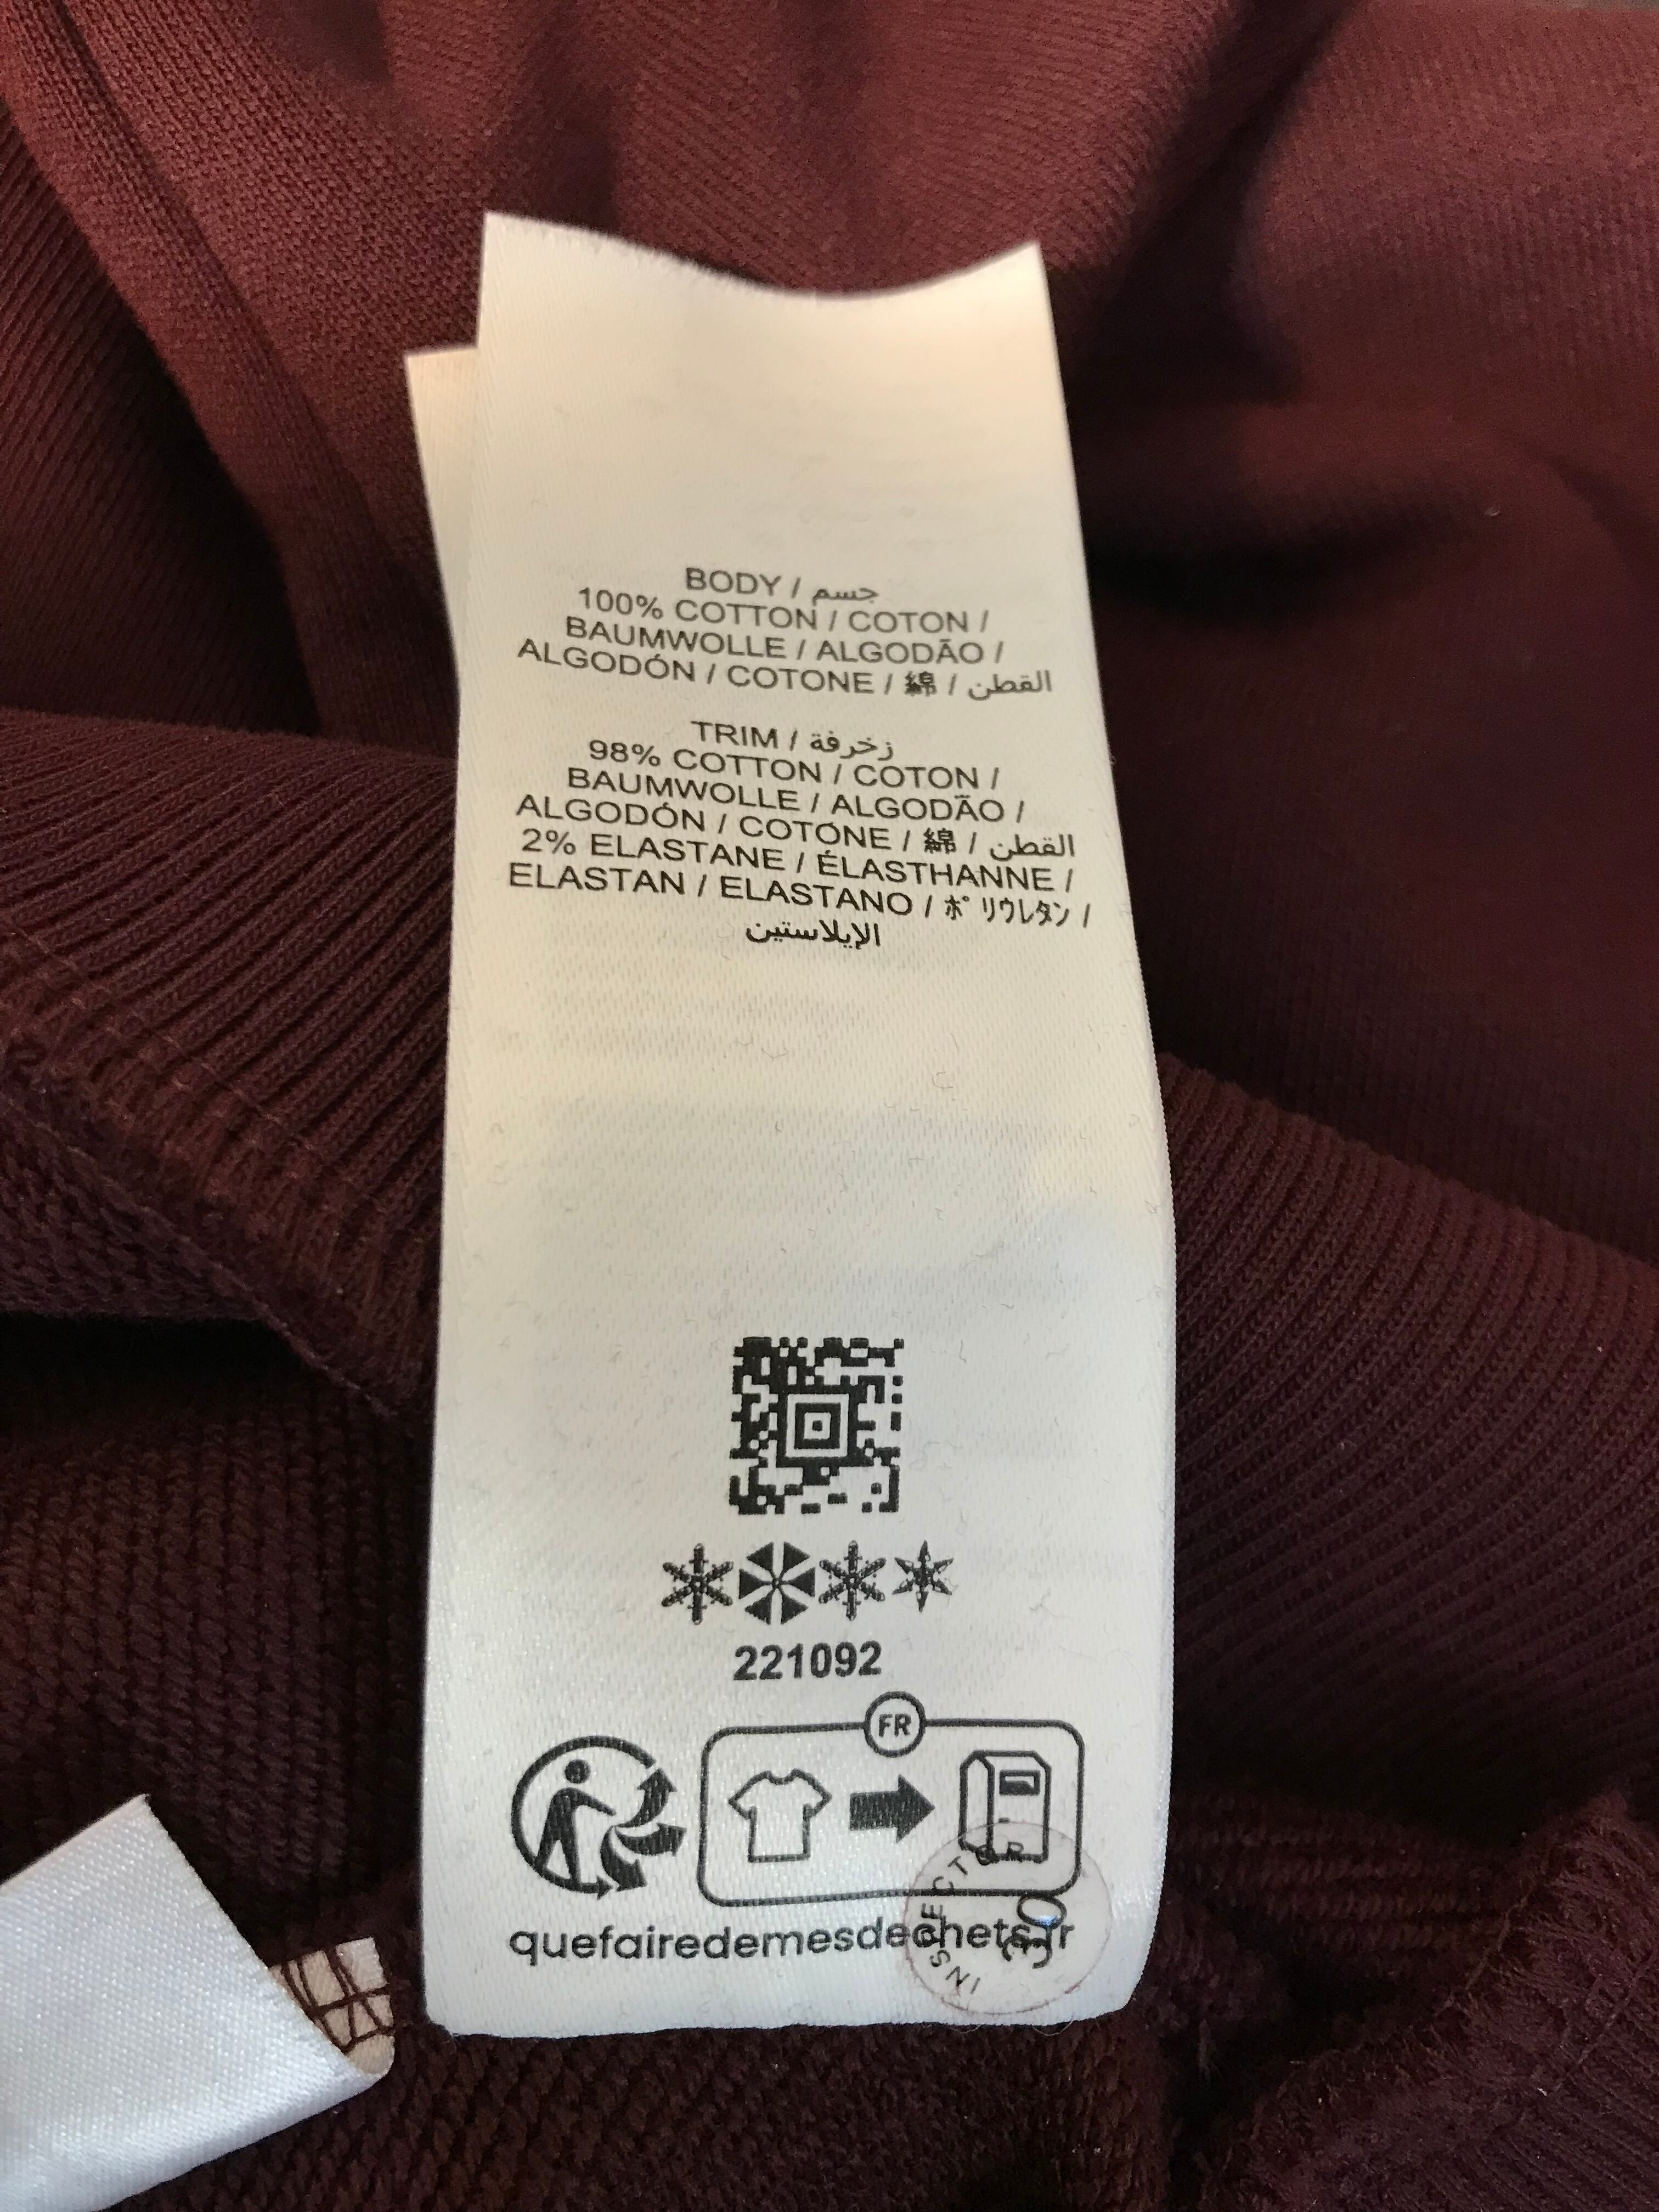 BODY / جسم
100% COTTON / COTON /
BAUMWOLLE / ALGODÃO /
ALGODÓN / COTONE / 綿 / القطن
TRIM / زخرفة
98% COTTON / COTON /
BAUMWOLLE / ALGODÃO /
ALGODÓN / COTONE / 綿 / القطن
2% ELASTANE / ÉLASTHANNE /
ELASTAN / ELASTANO / ポリウレタン /
الإيلاستين
221092
FR
quefairedemesdechets.fr
INSPECTOR
30